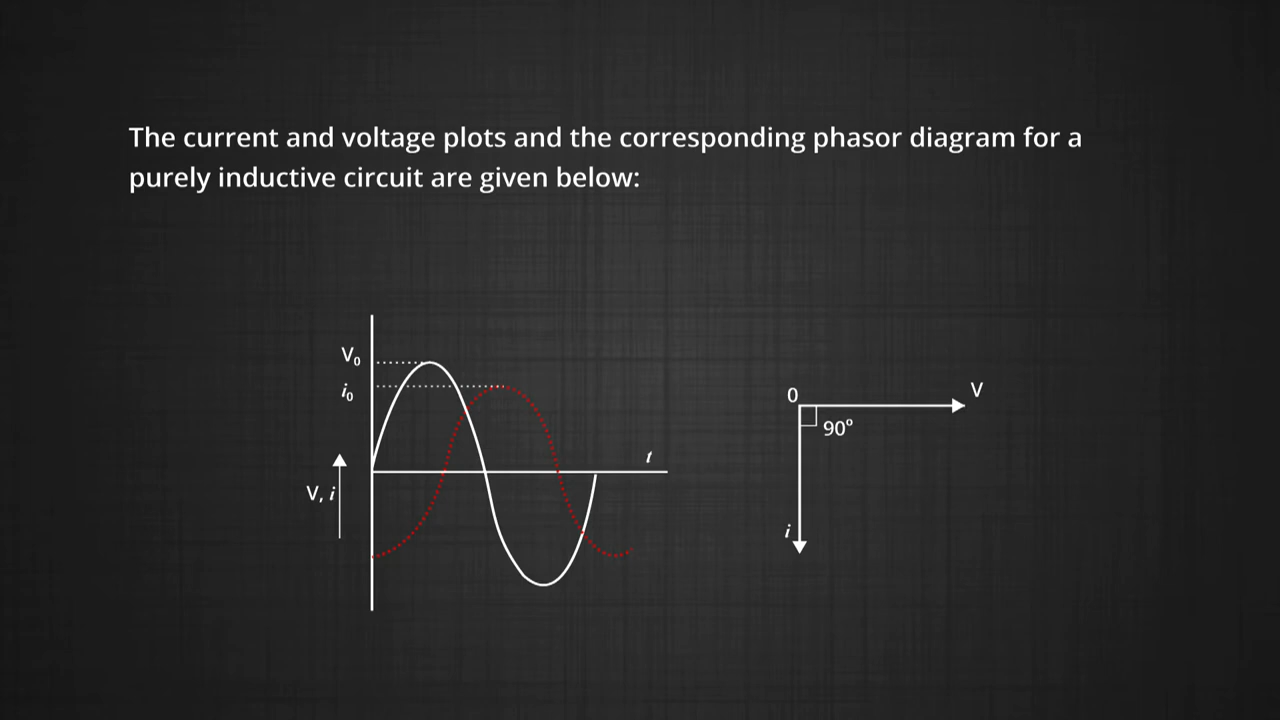 The current and voltage plots and the corresponding phasor diagram for a
purely inductive circuit are given below:
V₀
i₀
V, i
t
0
V
90°
i